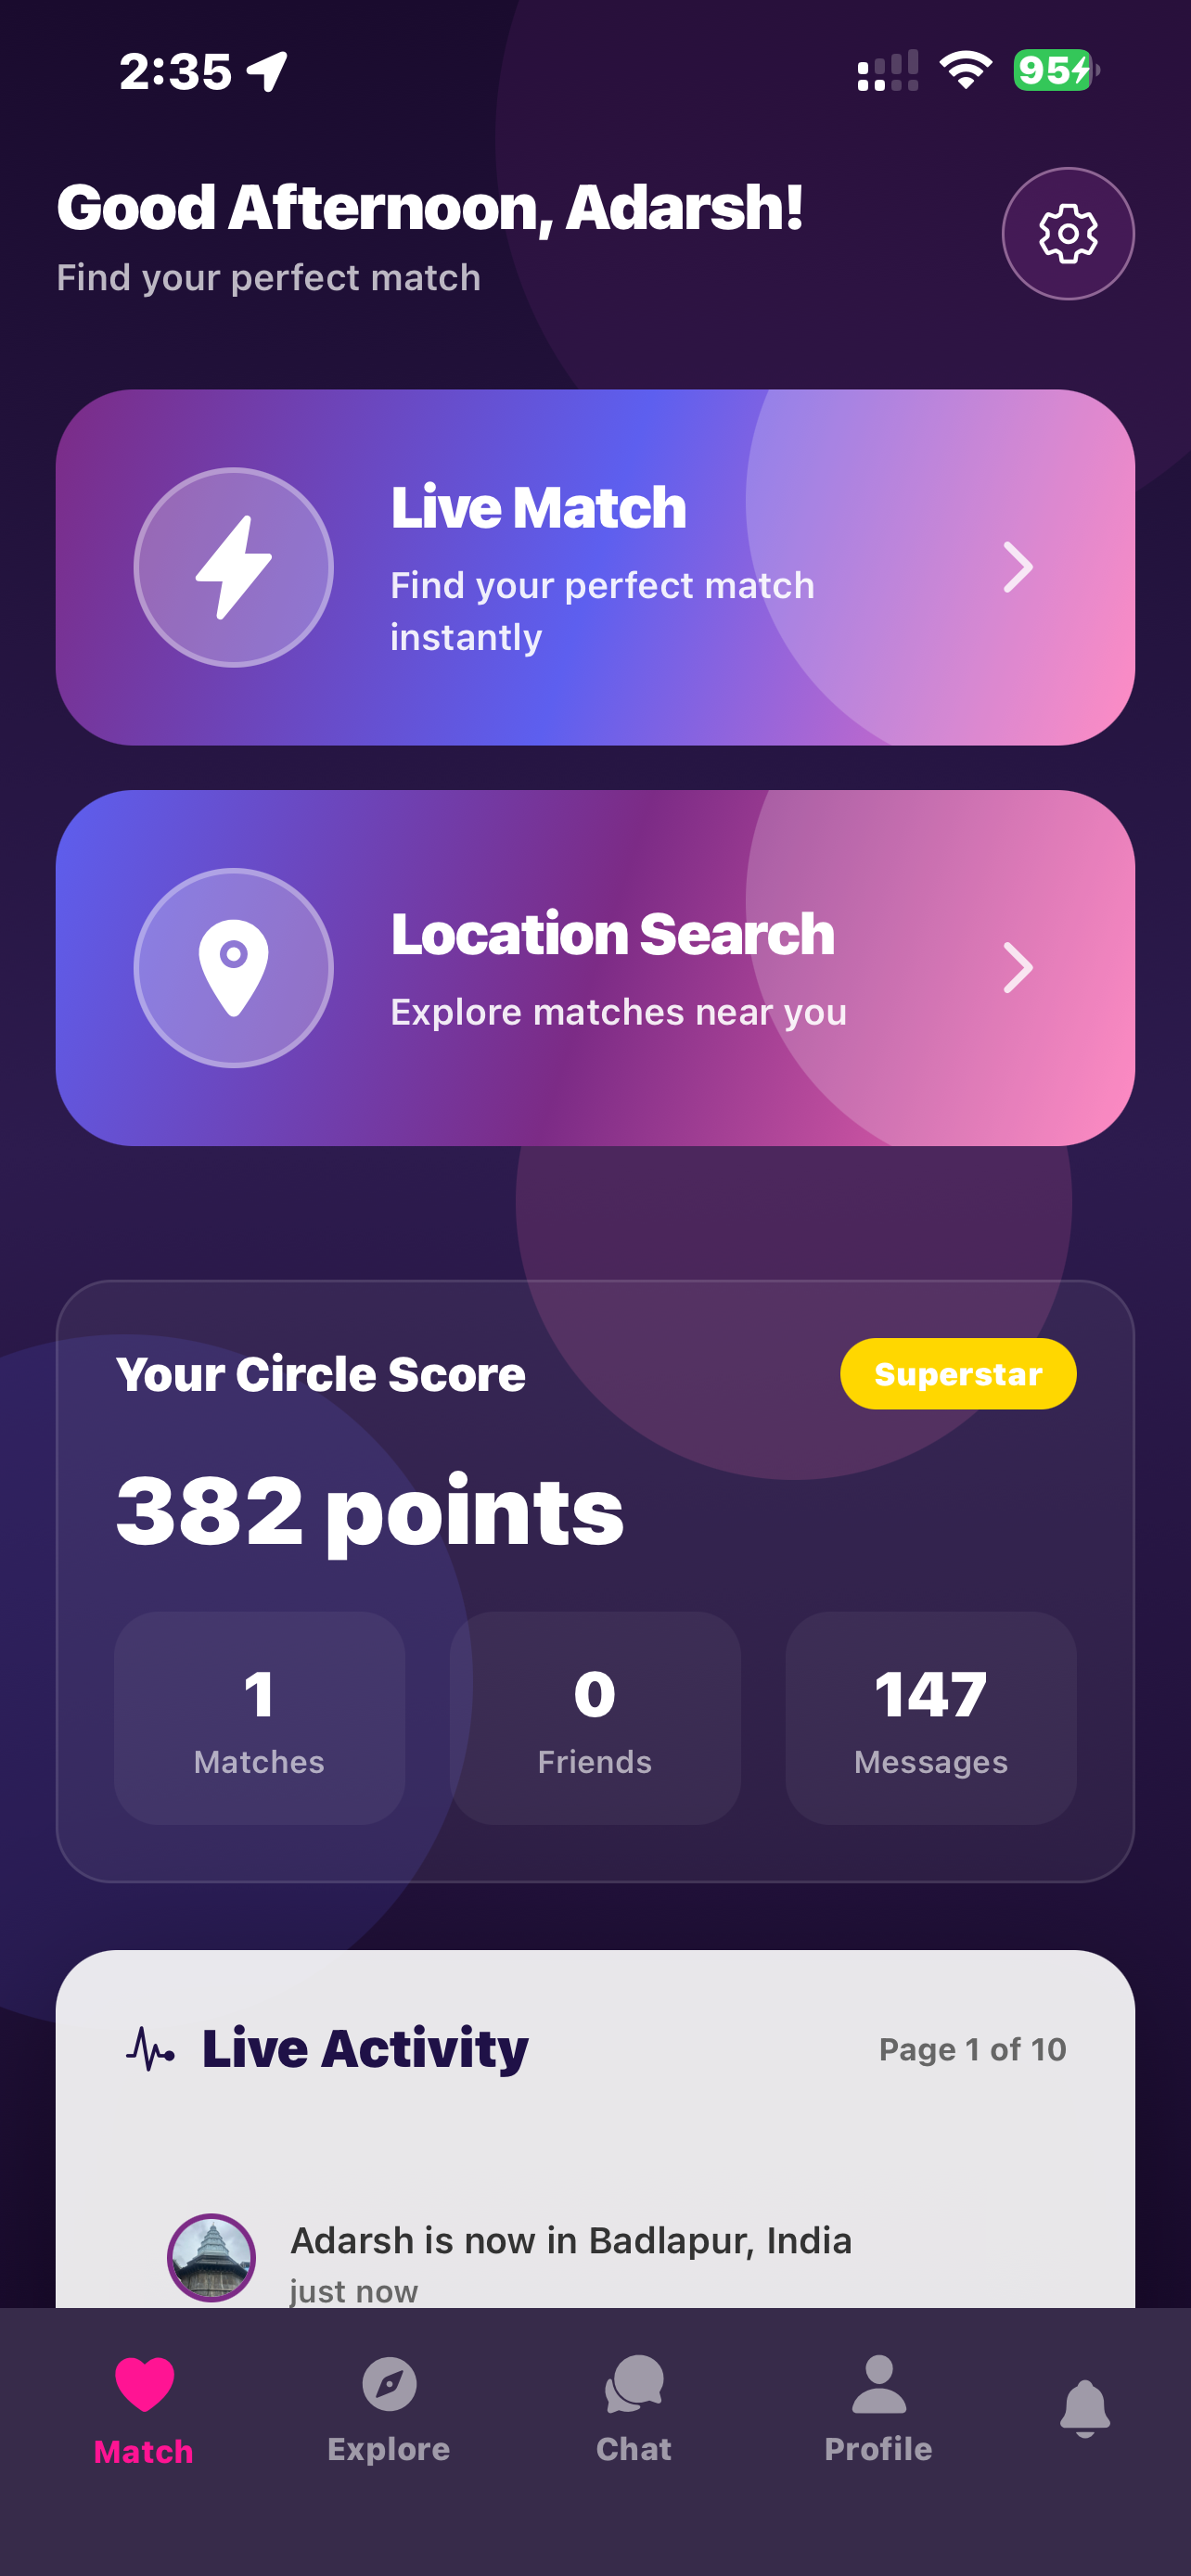 2:35
95
Good Afternoon, Adarsh!
Find your perfect match
Live Match
Find your perfect match
instantly
Location Search
Explore matches near you
Your Circle Score
Superstar
382 points
1
Matches
0
Friends
147
Messages
Live Activity
Page 1 of 10
Adarsh is now in Badlapur, India
just now
Match
Explore
Chat
Profile